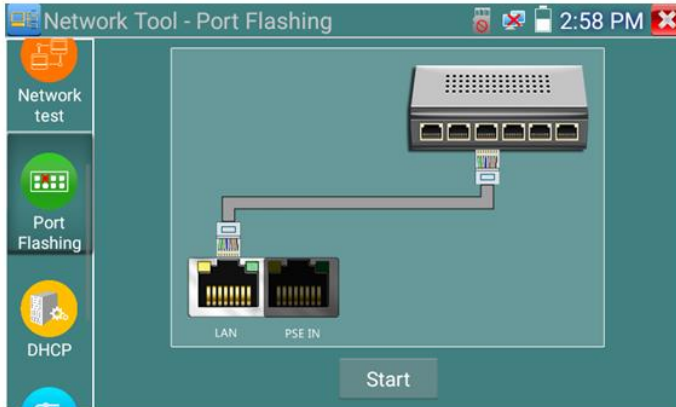 Network Tool - Port Flashing
2:58 PM
Network
test
Port
Flashing
DHCP
LAN
PSE IN
Start